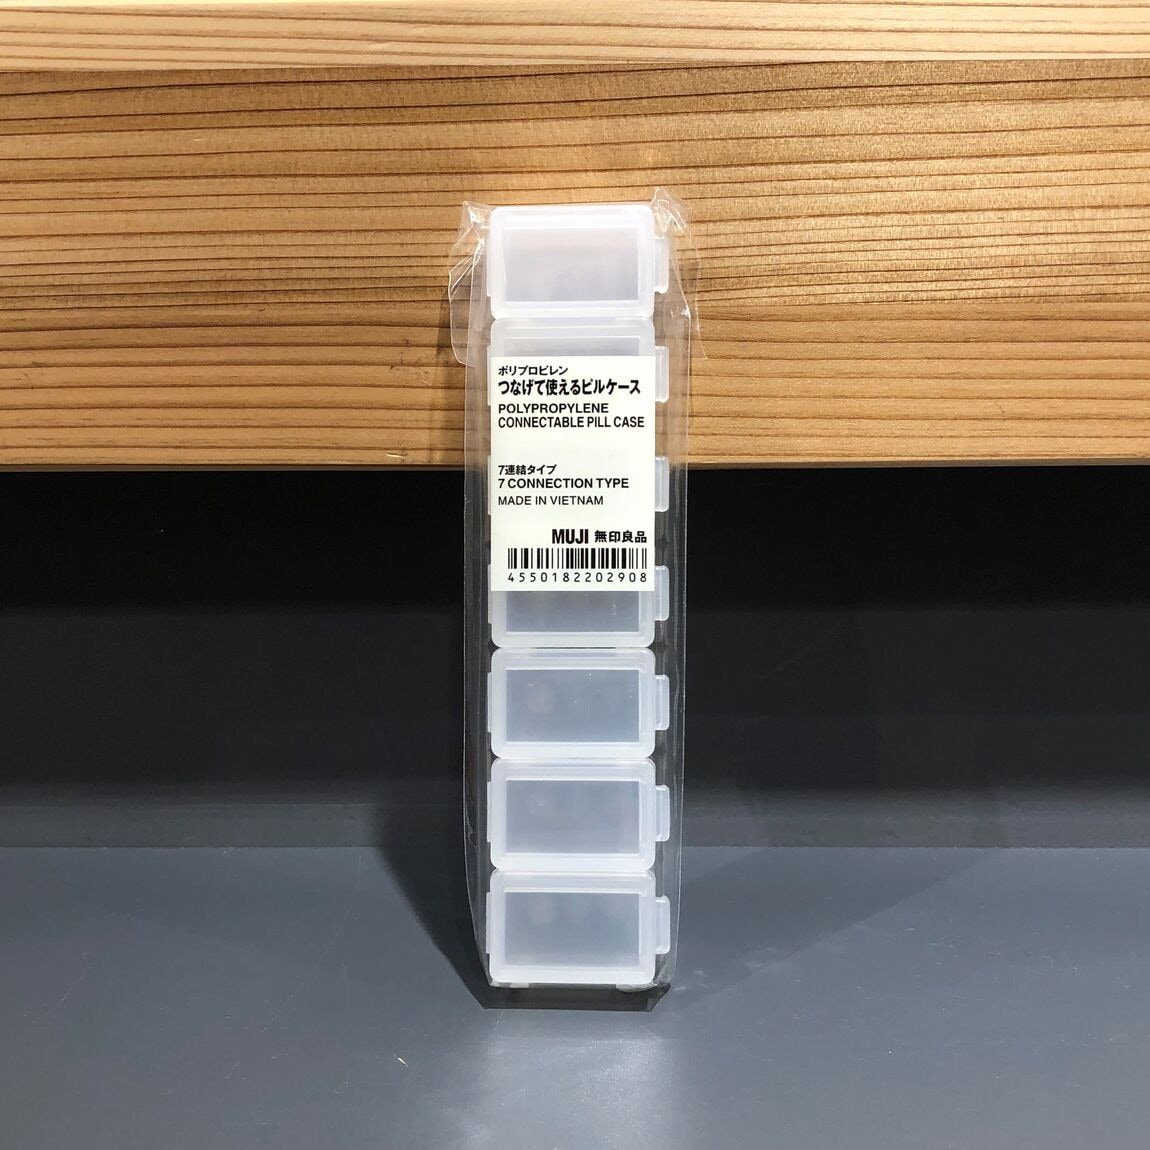 ポリプロピレン
つなげて使えるピルケース
POLYPROPYLENE
CONNECTABLE PILL CASE
7連結タイプ
7 CONNECTION TYPE
MADE IN VIETNAM
MUJI 無印良品
4550182202908